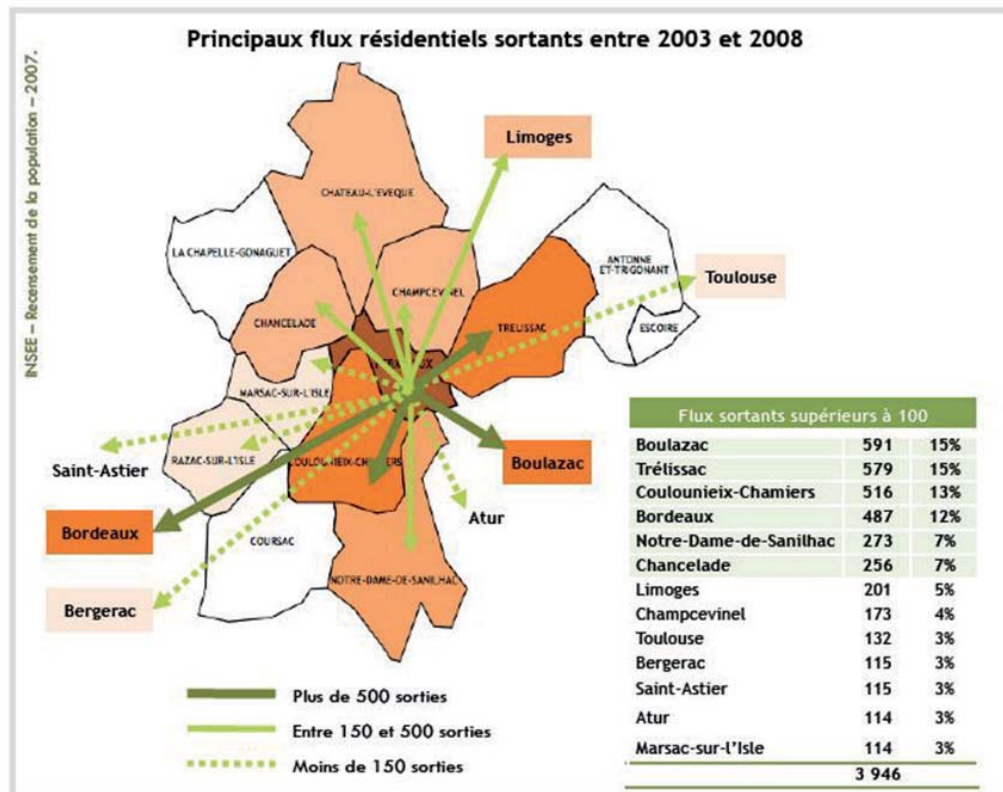 Principaux flux résidentiels sortants entre 2003 et 2008
INSEE – Recensement de la population – 2007.
Limoges
CHATEAU-L'EVEQUE
LA CHAPELLE-GONAGUET
ANTONNE
ET-TRIGONANT
Toulouse
CHAMPCEVINEL
CHANCELADE
TRELISSAC
ESCOIRE
MARSAC-SUR-L'ISLE
RAZAC-SUR-L'ISLE
Saint-Astier
COULOUNIEIX-CHAMIERS
Boulazac
Atur
Bordeaux
COURSAC
NOTRE-DAME-DE-SANILHAC
Bergerac
Plus de 500 sorties
Entre 150 et 500 sorties
Moins de 150 sorties
Flux sortants supérieurs à 100
Boulazac 591 15%
Trélissac 579 15%
Coulounieix-Chamiers 516 13%
Bordeaux 487 12%
Notre-Dame-de-Sanilhac 273 7%
Chancelade 256 7%
Limoges 201 5%
Champcevinel 173 4%
Toulouse 132 3%
Bergerac 115 3%
Saint-Astier 115 3%
Atur 114 3%
Marsac-sur-l'Isle 114 3%
3 946